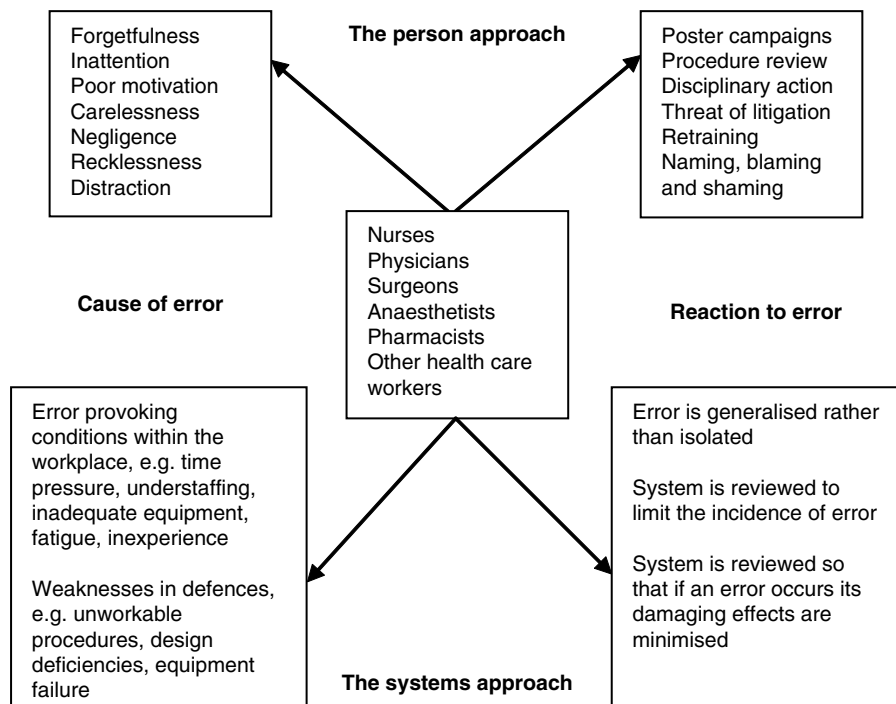 Forgetfulness
Inattention
Poor motivation
Carelessness
Negligence
Recklessness
Distraction
The person approach
Poster campaigns
Procedure review
Disciplinary action
Threat of litigation
Retraining
Naming, blaming
and shaming
Cause of error
Nurses
Physicians
Surgeons
Anaesthetists
Pharmacists
Other health care
workers
Reaction to error
Error provoking
conditions within the
workplace, e.g. time
pressure, understaffing,
inadequate equipment,
fatigue, inexperience
Weaknesses in defences,
e.g. unworkable
procedures, design
deficiencies, equipment
failure
The systems approach
Error is generalised rather
than isolated
System is reviewed to
limit the incidence of error
System is reviewed so
that if an error occurs its
damaging effects are
minimised